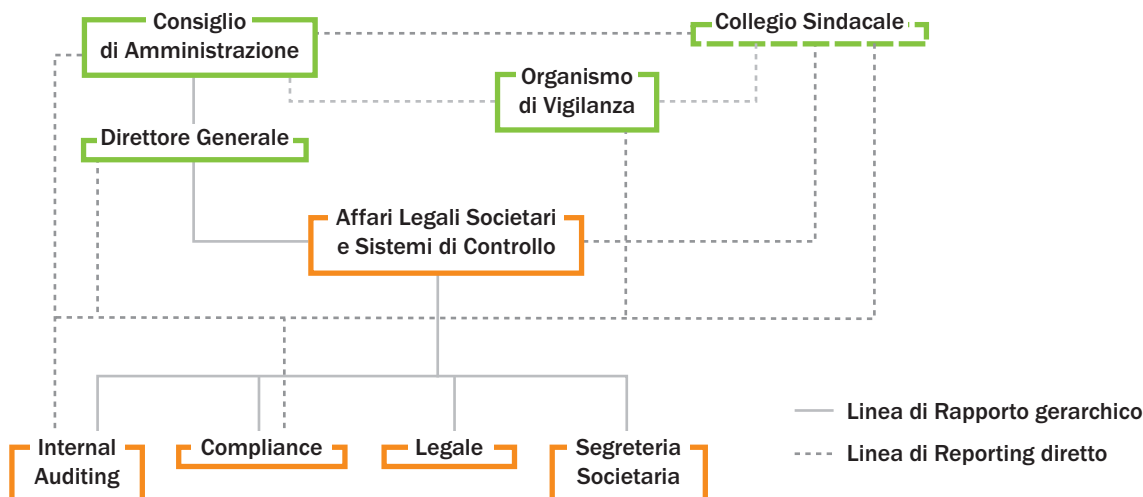 Consiglio
di Amministrazione
Collegio Sindacale
Organismo
di Vigilanza
Direttore Generale
Affari Legali Societari
e Sistemi di Controllo
Internal
Auditing
Compliance
Legale
Segreteria
Societaria
Linea di Rapporto gerarchico
Linea di Reporting diretto